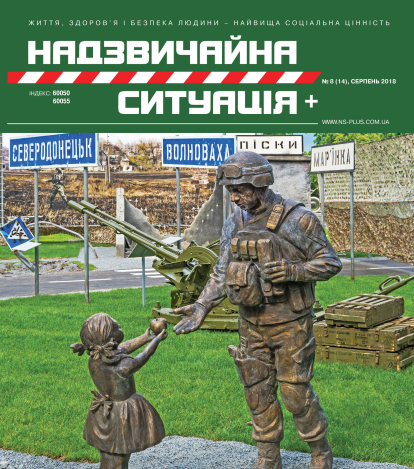 ЖИТТЯ, ЗДОРОВ'Я І БЕЗПЕКА ЛЮДИНИ – НАЙВИЩА СОЦІАЛЬНА ЦІННІСТЬ
НАДЗВИЧАЙНА
№ 8 (14), СЕРПЕНЬ 2018
ІНДЕКС: 60050
60055
СИТУАЦІЯ +
WWW.NS-PLUS.COM.UA
СЕВЕРОДОНЕЦЬК
ВОЛНОВАХА
ПІСКИ
МАР'ЇНКА